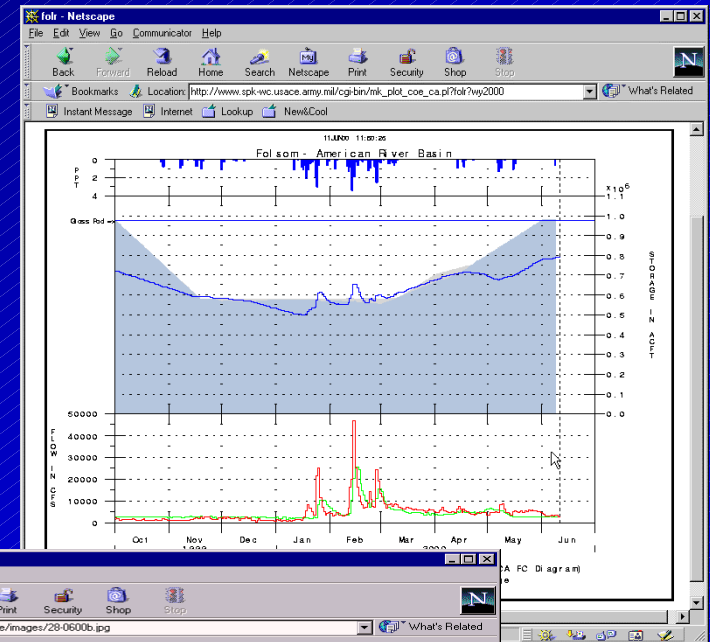 folr - Netscape
File Edit View Go Communicator Help
Back Forward Reload Home Search Netscape Print Security Shop Stop
N
Bookmarks Location: http://www.spk-wc.usace.army.mil/cgi-bin/mk_plot_coe_ca.pl?folr?wy2000 What's Related
Instant Message Internet Lookup New&Cool
11JUN00 11:50:26
Folsom - American River Basin
PPT
0
2
4
Gross Pool
x10^6
1.1
1.0
0.9
0.8
0.7
0.6
0.5
0.4
0.3
0.2
0.1
0.0
STORAGE IN ACFT
FLOW IN CFS
50000
40000
30000
20000
10000
0
Oct Nov Dec Jan Feb Mar Apr May Jun
1999 2000
CA FC Diagram)
Print Security Shop Stop
N
e/images/28-0600b.jpg What's Related